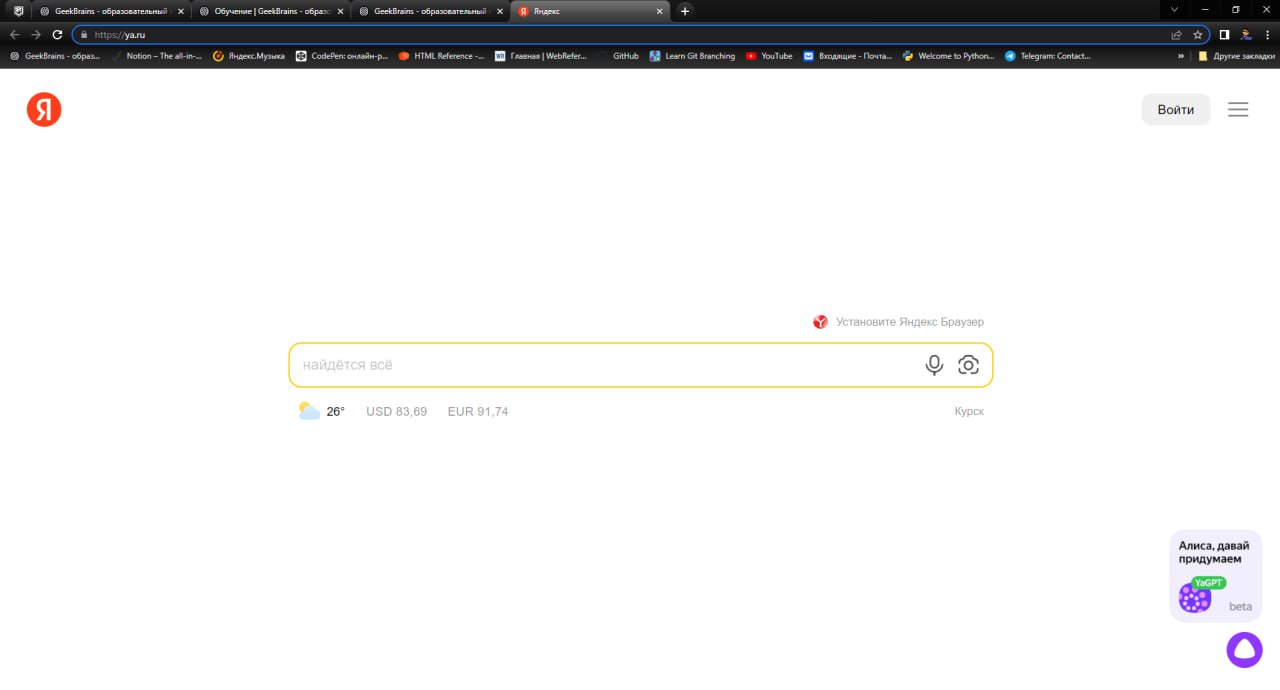 GeekBrains - образовательный
Обучение | GeekBrains - образо
GeekBrains - образовательный
Яндекс
https://ya.ru
GeekBrains - образ...
Notion – The all-in-...
Яндекс.Музыка
CodePen: онлайн-р...
HTML Reference -...
Главная | WebRefer...
GitHub
Learn Git Branching
YouTube
Входящие - Почта...
Welcome to Python...
Telegram: Contact...
»
Другие закладки
Я
Войти
Установите Яндекс Браузер
найдётся всё
26° USD 83,69 EUR 91,74 Курск
Алиса, давай
придумаем
YaGPT
beta